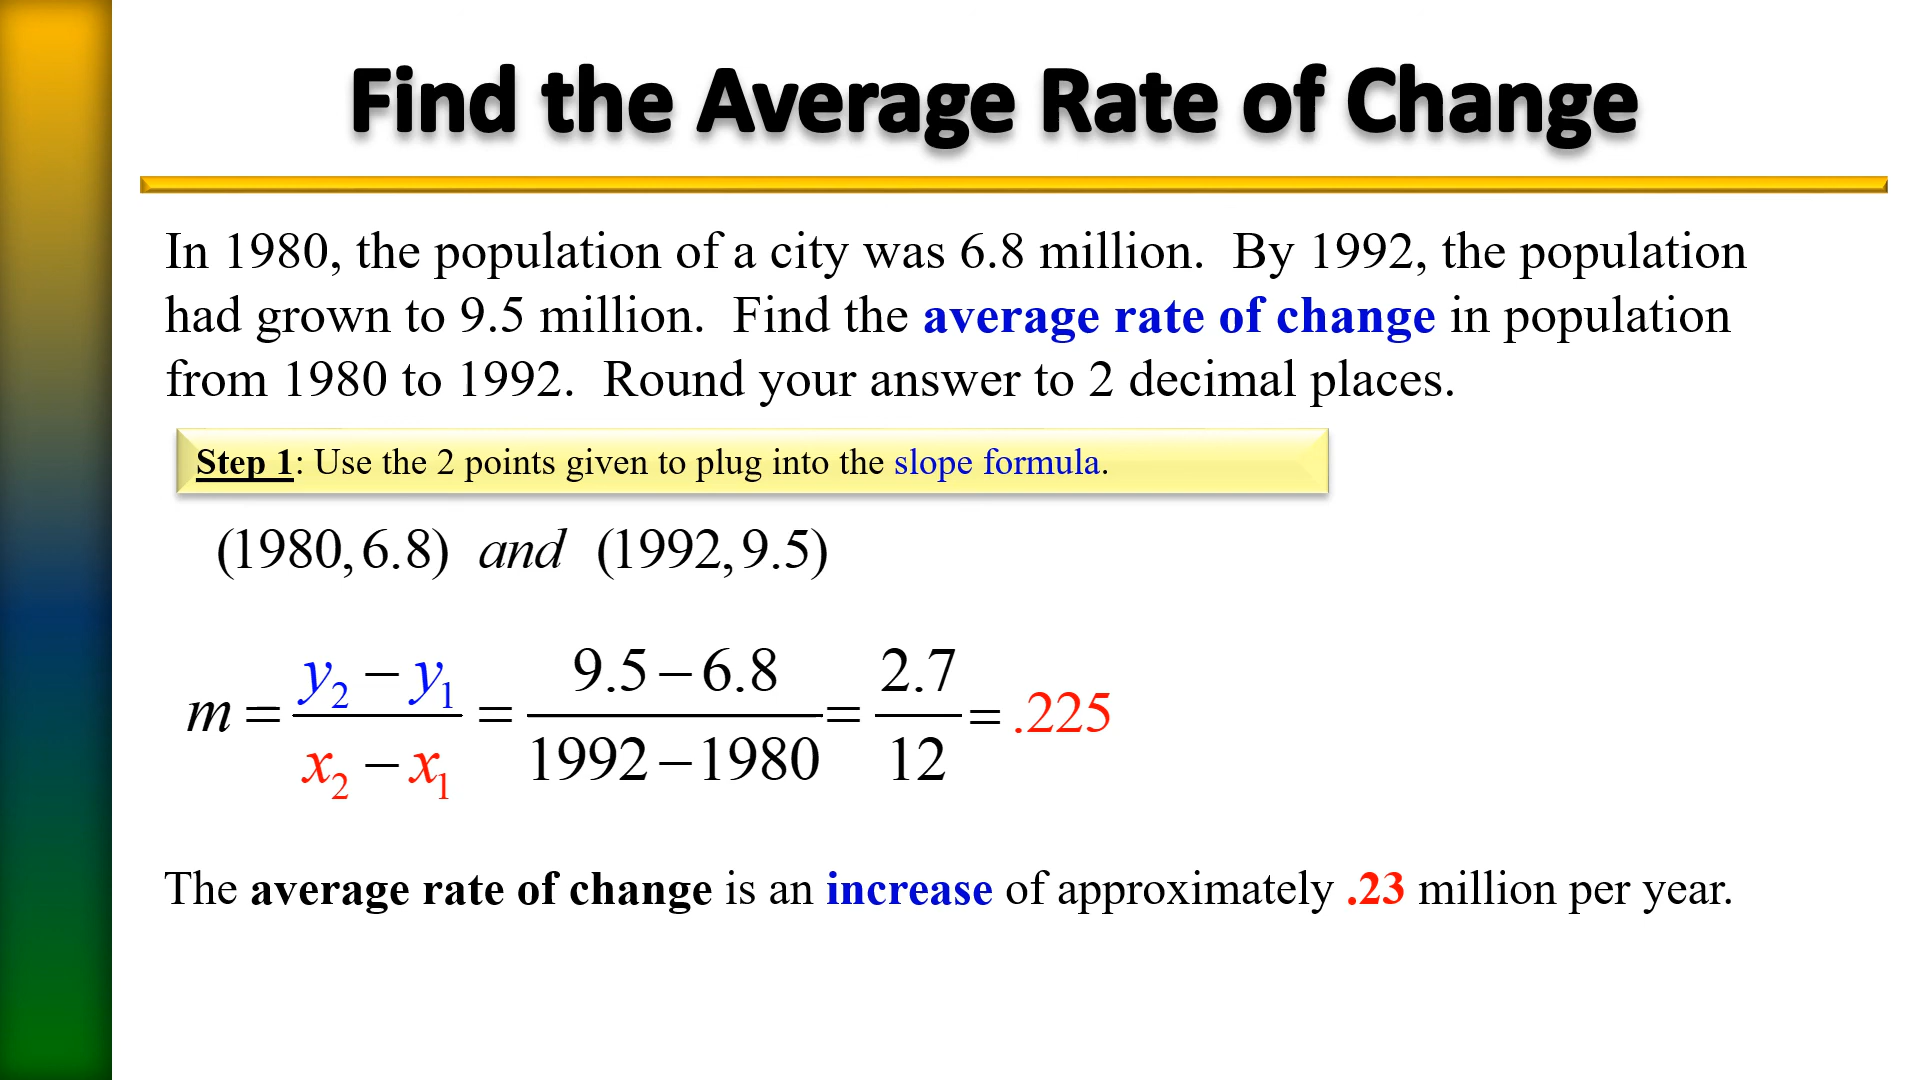 Find the Average Rate of Change
In 1980, the population of a city was 6.8 million. By 1992, the population
had grown to 9.5 million. Find the average rate of change in population
from 1980 to 1992. Round your answer to 2 decimal places.
Step 1: Use the 2 points given to plug into the slope formula.
(1980, 6.8) and (1992, 9.5)
m = (y₂ − y₁)/(x₂ − x₁) = (9.5 − 6.8)/(1992 − 1980) = 2.7/12 = .225
The average rate of change is an increase of approximately .23 million per year.